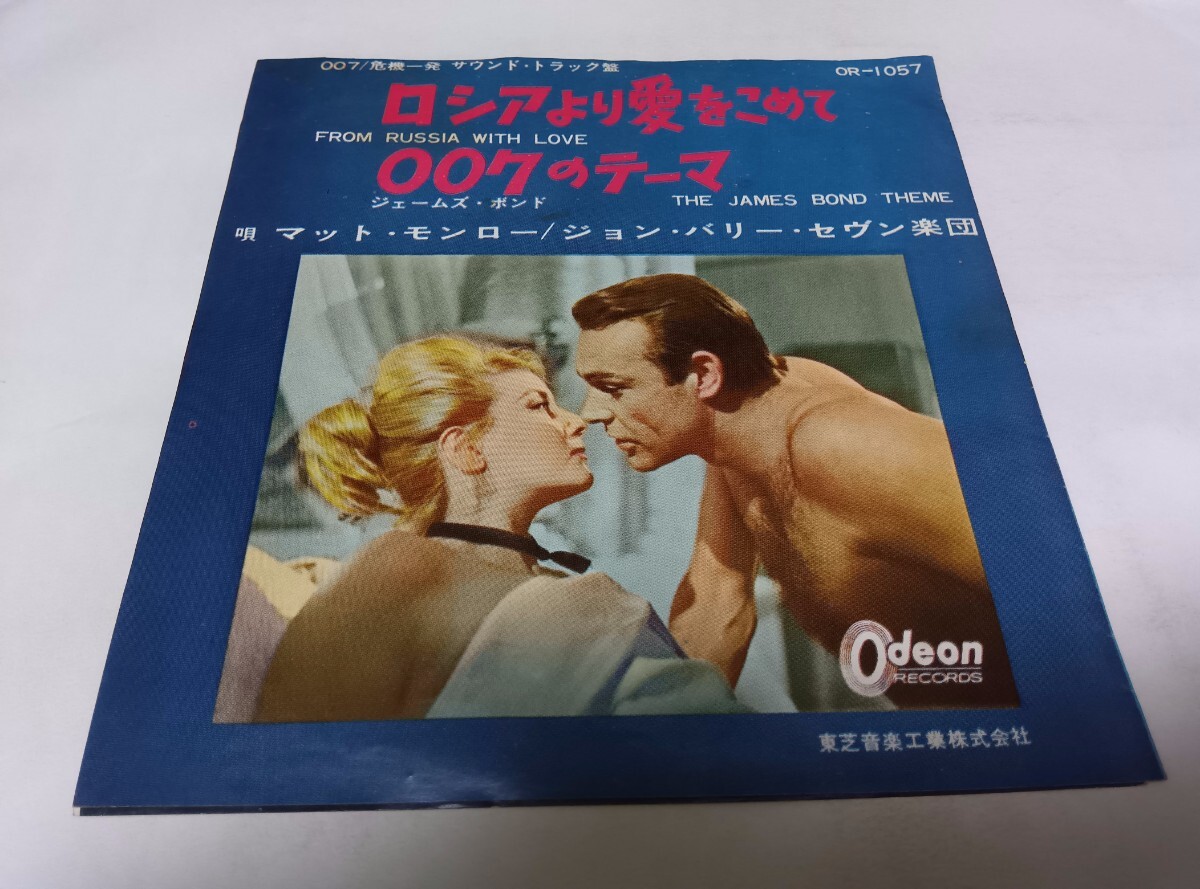 007/危機一発 サウンド・トラック盤
OR-1057
ロシアより愛をこめて
FROM RUSSIA WITH LOVE
007のテーマ
ジェームズ・ボンド
THE JAMES BOND THEME
唄 マット・モンロー/ジョン・バリー・セヴン楽団
Odeon
RECORDS
東芝音楽工業株式会社